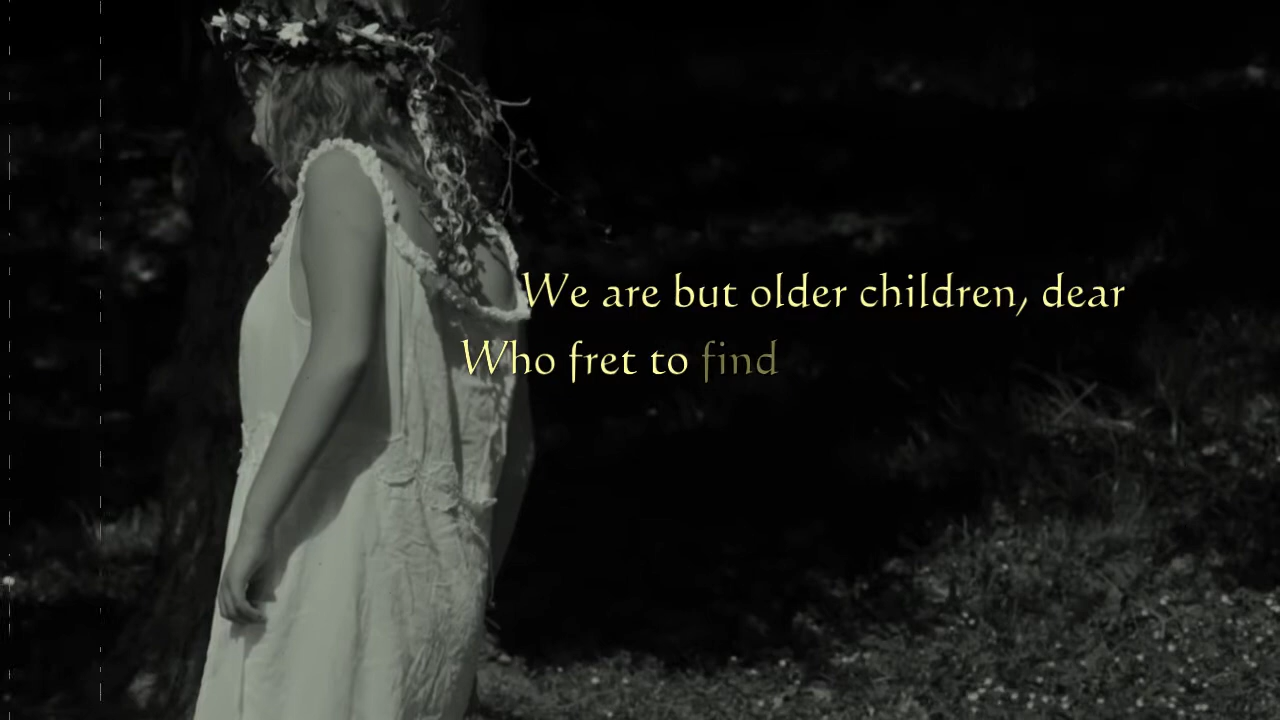 We are but older children, dear
Who fret to find